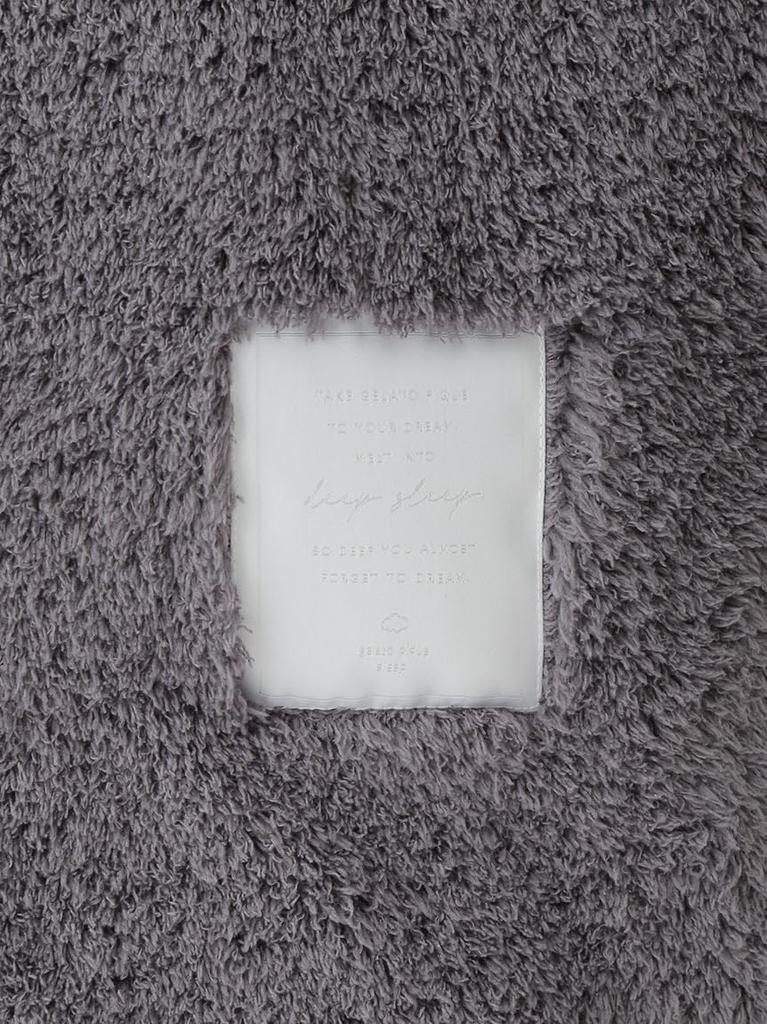 TAKE GELATO PIQUE
TO YOUR DREAM.
MELT INTO
deep sleep
SO DEEP YOU ALMOST
FORGET TO DREAM.
gelato pique
sleep